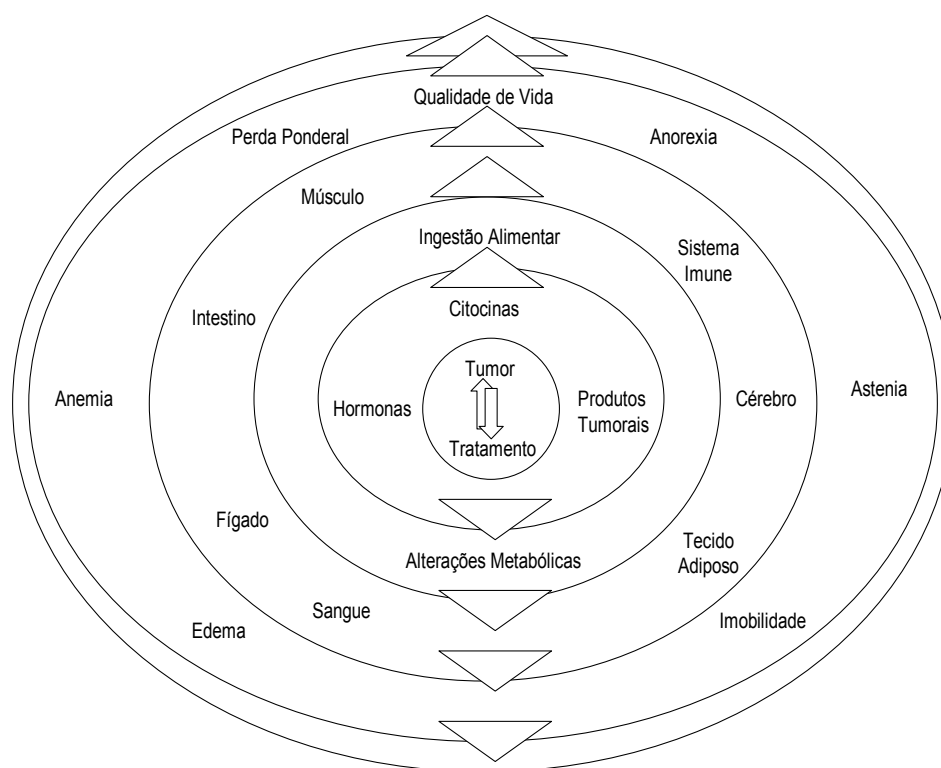 Qualidade de Vida
Perda Ponderal
Anorexia
Músculo
Ingestão Alimentar
Sistema
Imune
Intestino
Citocinas
Tumor
Anemia
Hormonas
Produtos
Tumorais
Cérebro
Astenia
Tratamento
Fígado
Alterações Metabólicas
Tecido
Adiposo
Sangue
Edema
Imobilidade